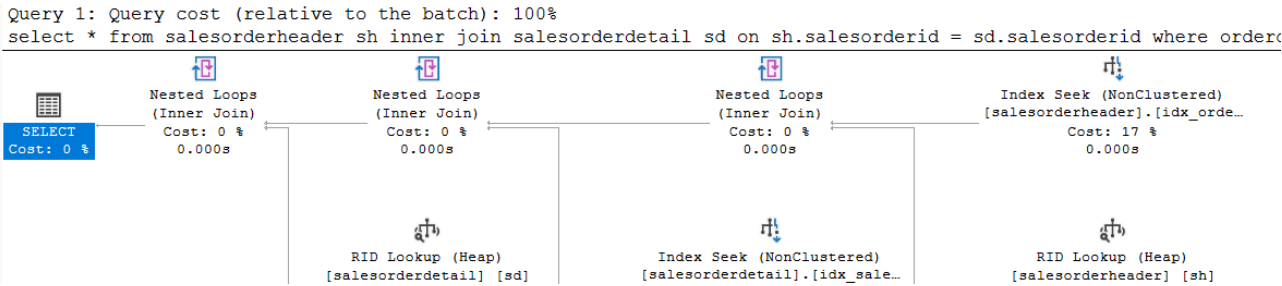 Query 1: Query cost (relative to the batch): 100%
select * from salesorderheader sh inner join salesorderdetail sd on sh.salesorderid = sd.salesorderid where
SELECT
Cost: 0 %
Nested Loops
(Inner Join)
Cost: 0 %
0.000s
Nested Loops
(Inner Join)
Cost: 0 %
0.000s
Nested Loops
(Inner Join)
Cost: 0 %
0.000s
Index Seek (NonClustered)
[salesorderheader].[idx_orde…
Cost: 17 %
0.000s
RID Lookup (Heap)
[salesorderdetail] [sd]
Index Seek (NonClustered)
[salesorderdetail].[idx_sale…
RID Lookup (Heap)
[salesorderheader] [sh]